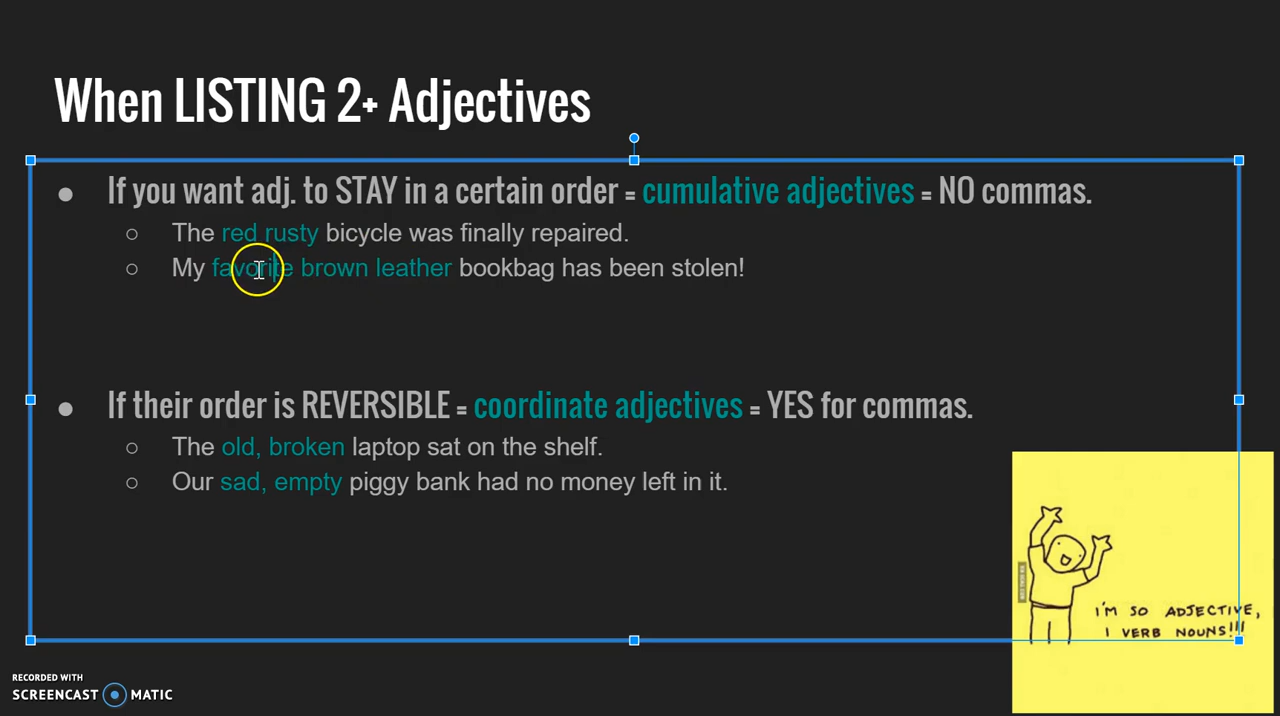 When LISTING 2+ Adjectives
● If you want adj. to STAY in a certain order = cumulative adjectives = NO commas.
○ The red rusty bicycle was finally repaired.
○ My favorite brown leather bookbag has been stolen!
● If their order is REVERSIBLE = coordinate adjectives = YES for commas.
○ The old, broken laptop sat on the shelf.
○ Our sad, empty piggy bank had no money left in it.
I'M SO ADJECTIVE,
I VERB NOUNS!!!
RECORDED WITH
SCREENCAST MATIC